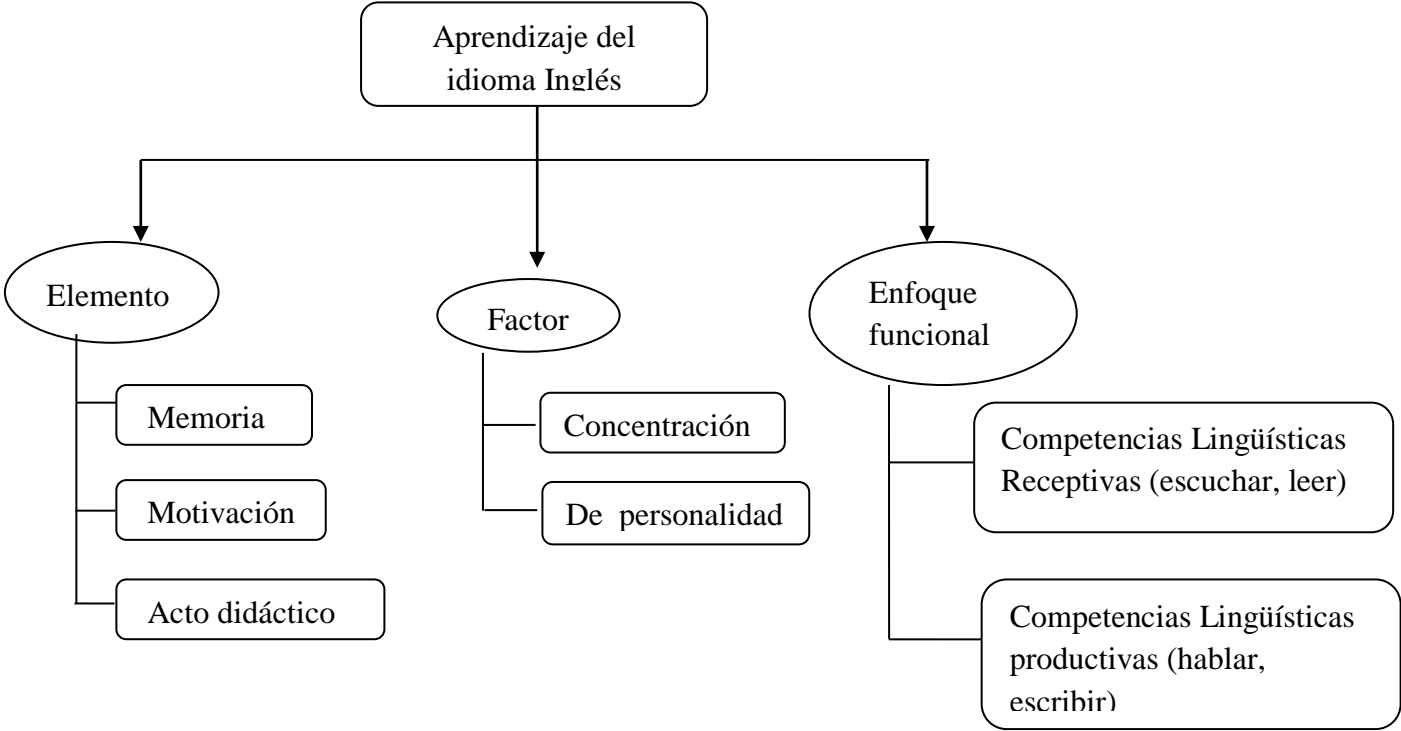 Aprendizaje del
idioma Inglés
Elemento
Factor
Enfoque
funcional
Memoria
Motivación
Acto didáctico
Concentración
De personalidad
Competencias Lingüísticas
Receptivas (escuchar, leer)
Competencias Lingüísticas
productivas (hablar,
escribir)